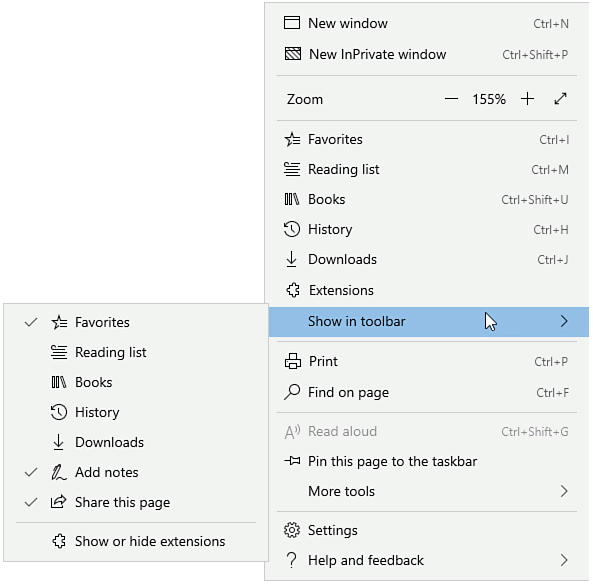 New window Ctrl+N
New InPrivate window Ctrl+Shift+P
Zoom — 155% +
Favorites Ctrl+I
Reading list Ctrl+M
Books Ctrl+Shift+U
History Ctrl+H
Downloads Ctrl+J
Extensions
Show in toolbar
Print Ctrl+P
Find on page Ctrl+F
Read aloud Ctrl+Shift+G
Pin this page to the taskbar
More tools
Settings
? Help and feedback
Favorites
Reading list
Books
History
Downloads
Add notes
Share this page
Show or hide extensions